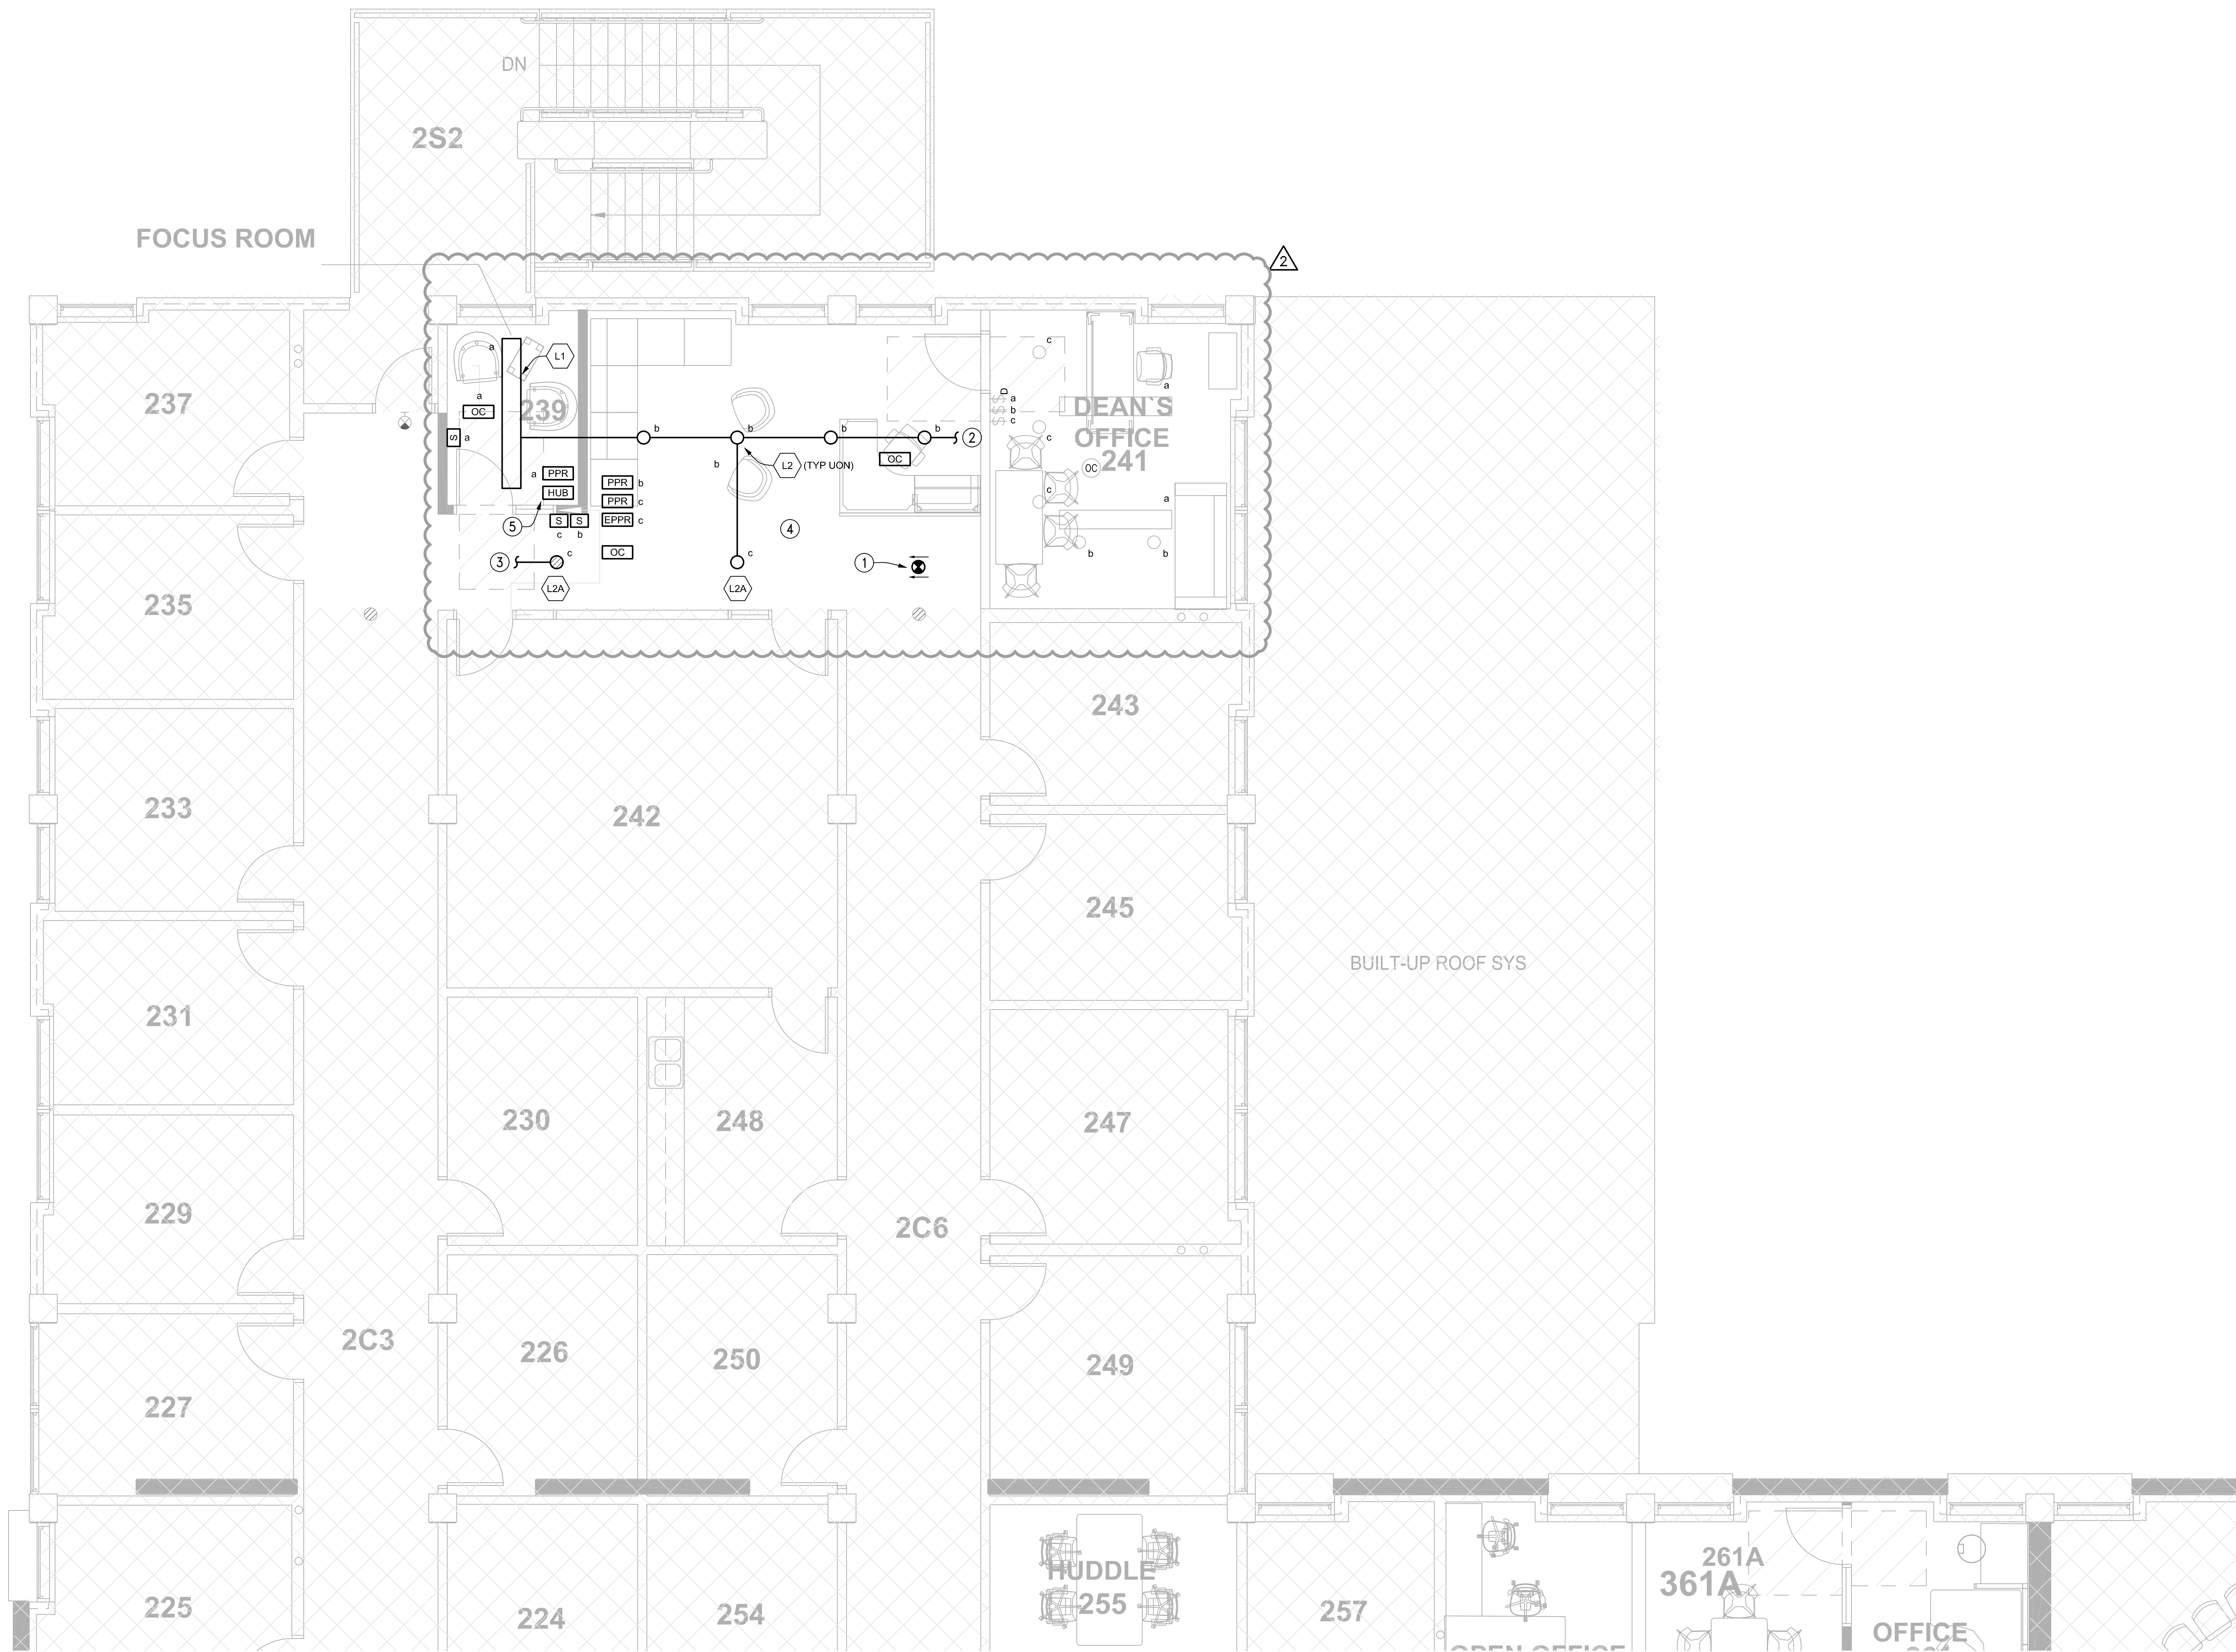 DN
2S2
FOCUS ROOM
2
a
L1
c
a
237
a
OC
239
D
a
b
c
DEAN`S
OFFICE
241
S
a
b
b
b
b
2
c
b
L2
(TYP UON)
OC
OC
a
PPR
HUB
PPR
b
PPR
c
EPPR
c
c
a
5
S
S
c
b
4
3
c
OC
c
1
b
b
L2A
L2A
235
243
233
242
245
BUILT-UP ROOF SYS
231
230
248
247
229
2C6
2C3
226
250
249
227
HUDDLE
255
261A
361A
225
224
254
257
OPEN OFFICE
OFFICE